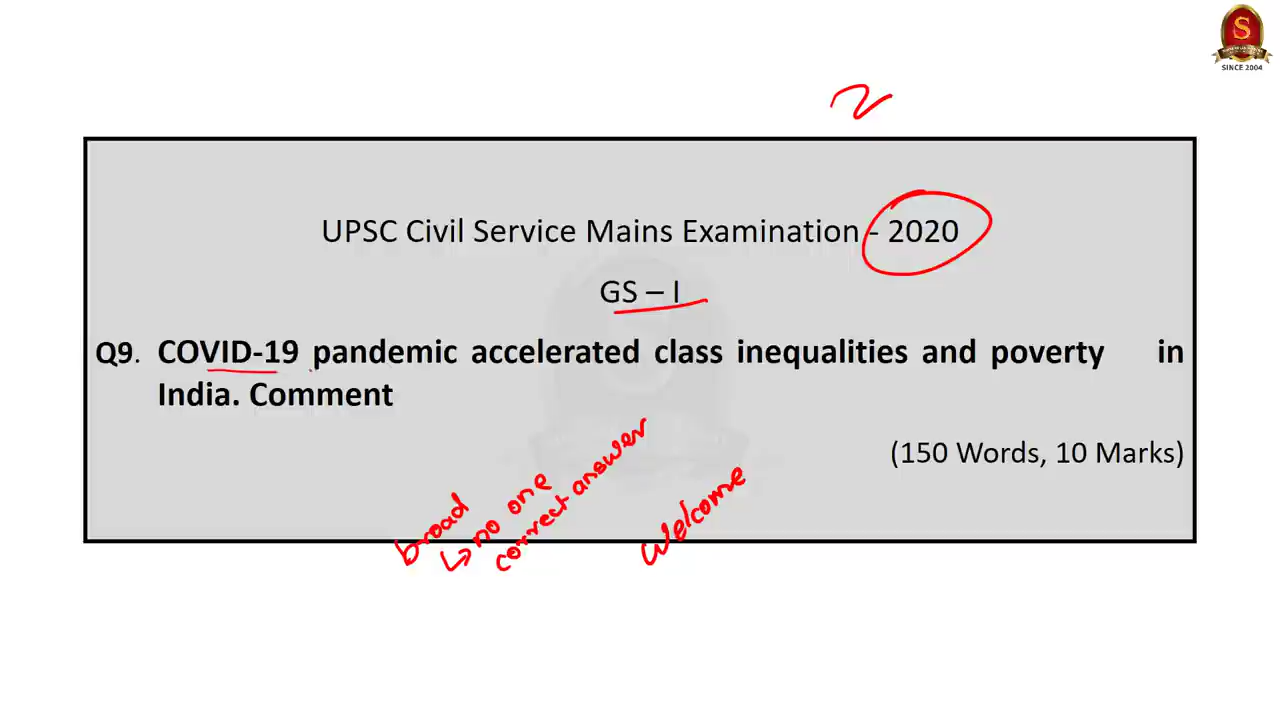 S
SINCE 2004
2
UPSC Civil Service Mains Examination - 2020
GS – I
Q9. COVID-19 pandemic accelerated class inequalities and poverty in
India. Comment
(150 Words, 10 Marks)
broad
↳ no one
correct answer
Welcome